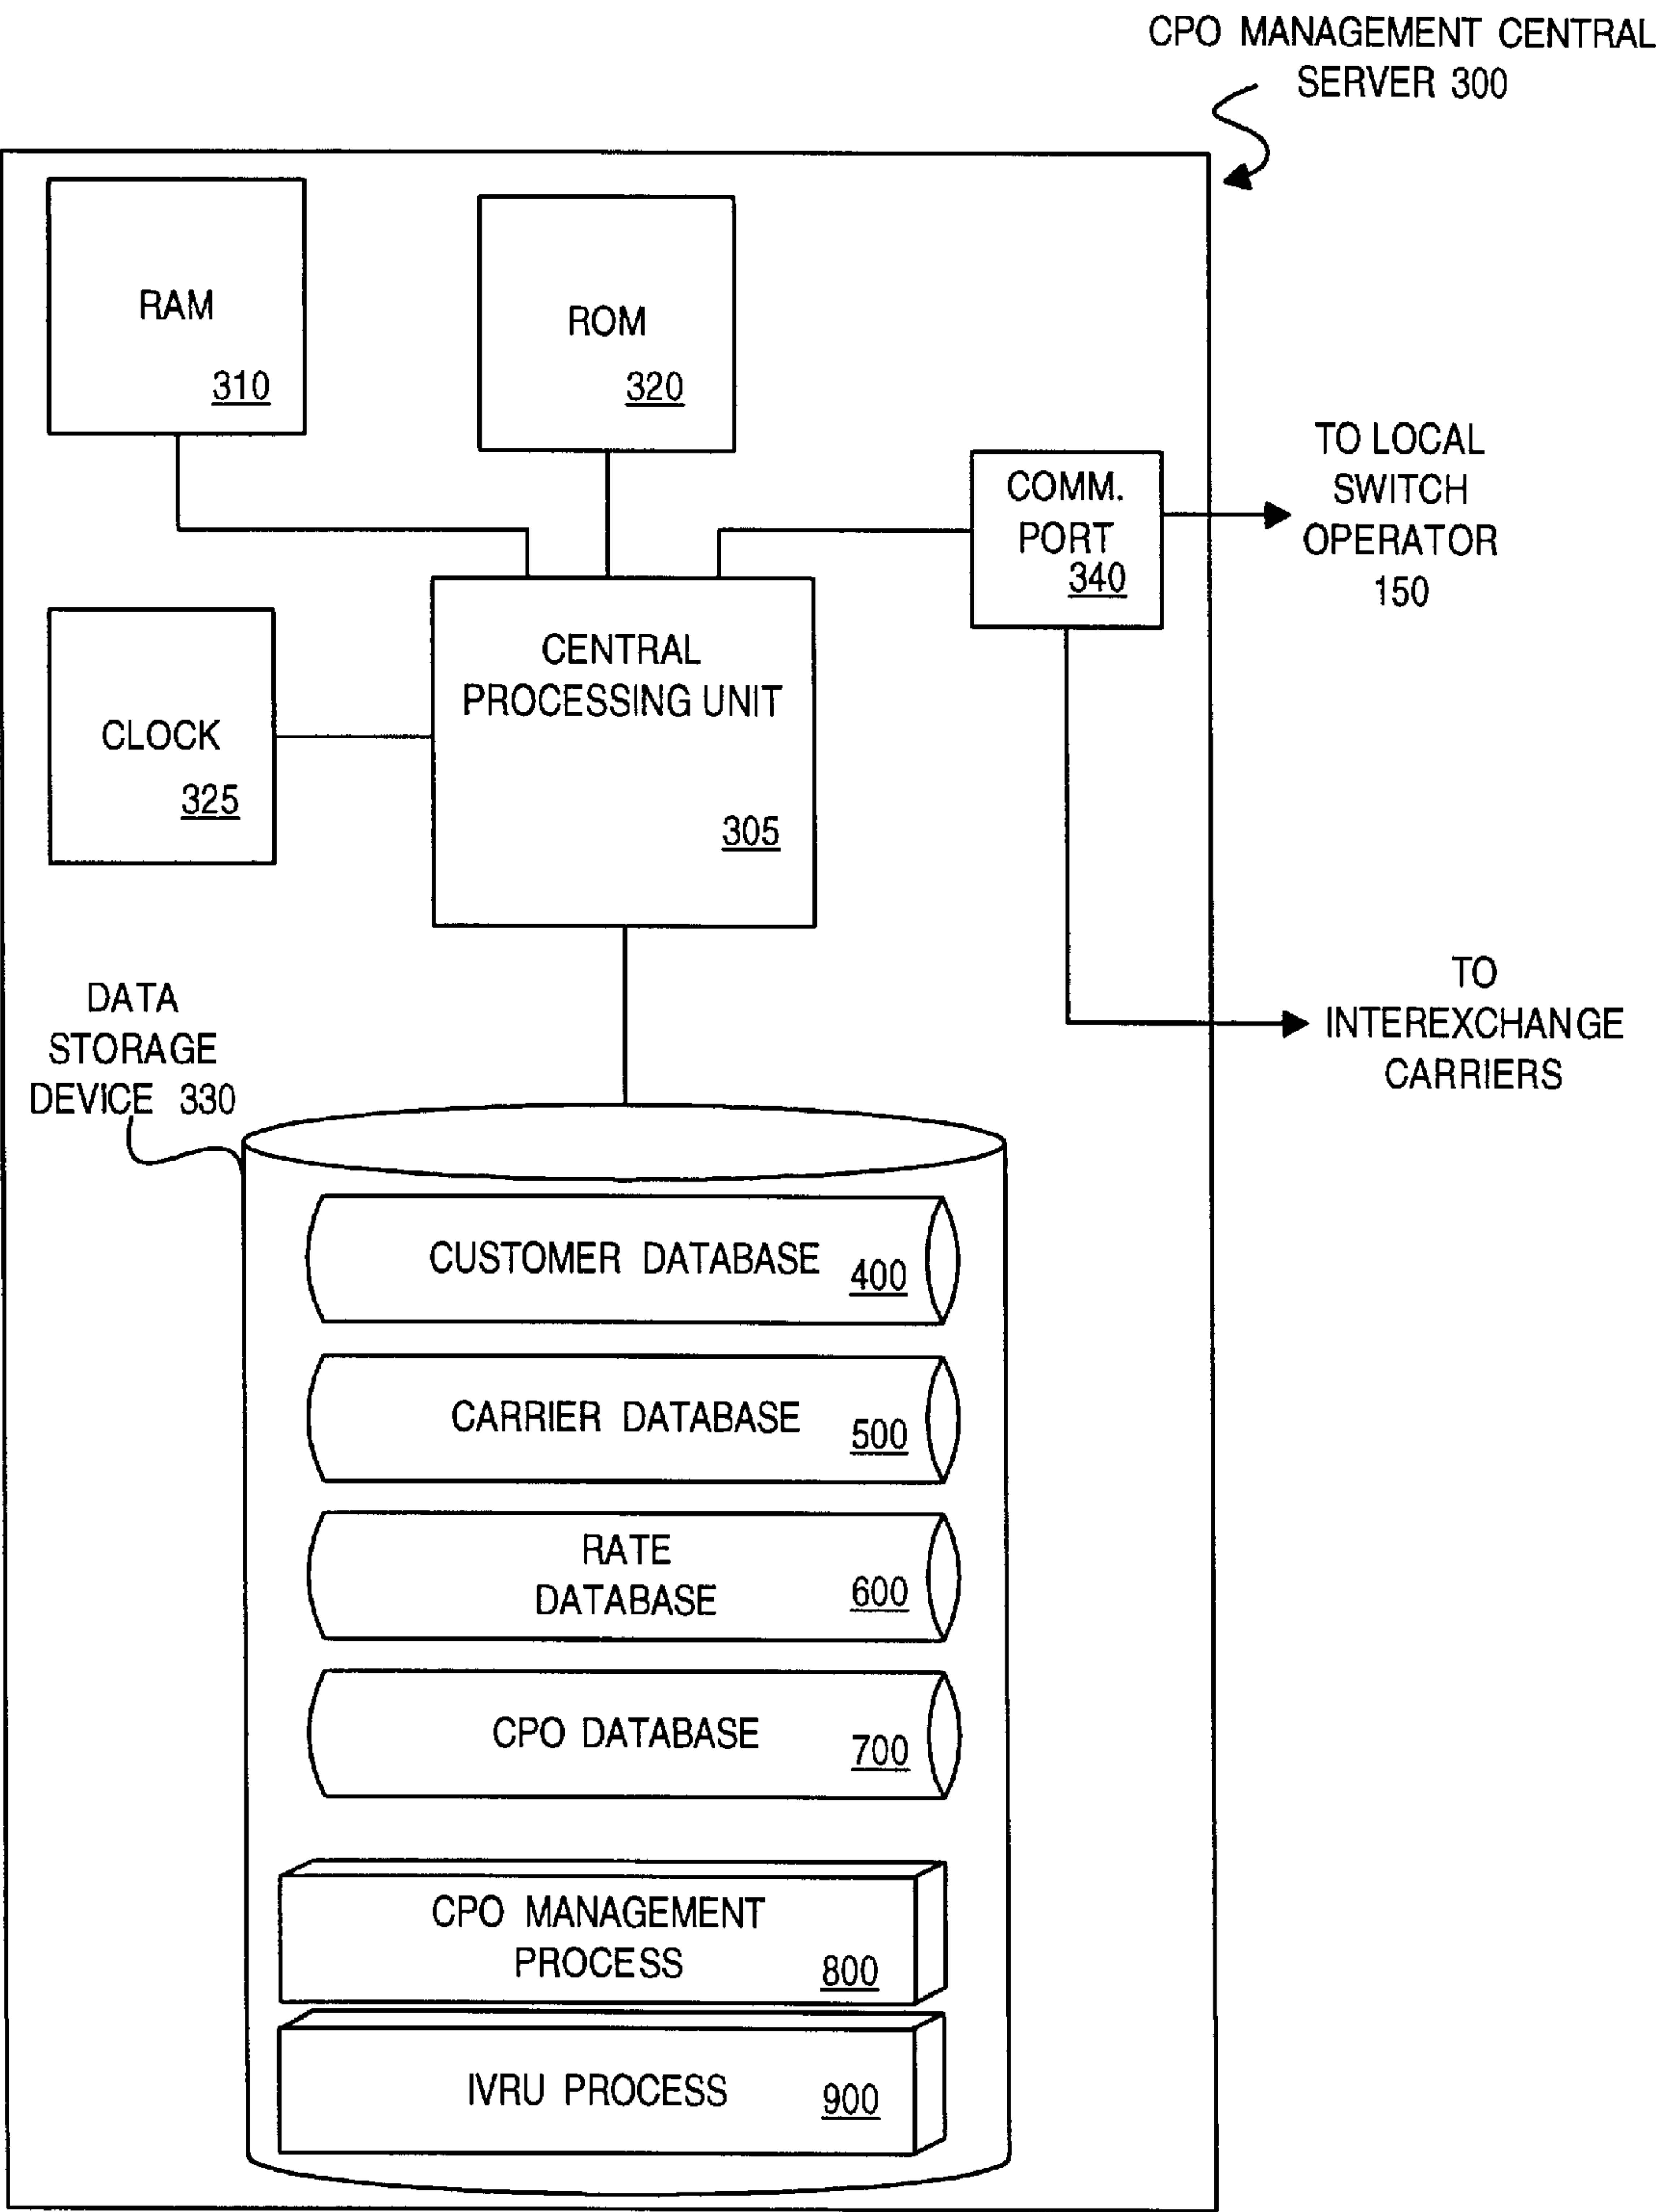 CPO MANAGEMENT CENTRAL
SERVER 300
RAM
310
ROM
320
COMM.
PORT
340
TO LOCAL
SWITCH
OPERATOR
150
CLOCK
325
CENTRAL
PROCESSING UNIT
305
TO
INTEREXCHANGE
CARRIERS
DATA
STORAGE
DEVICE 330
CUSTOMER DATABASE 400
CARRIER DATABASE 500
RATE
DATABASE 600
CPO DATABASE 700
CPO MANAGEMENT
PROCESS 800
IVRU PROCESS 900